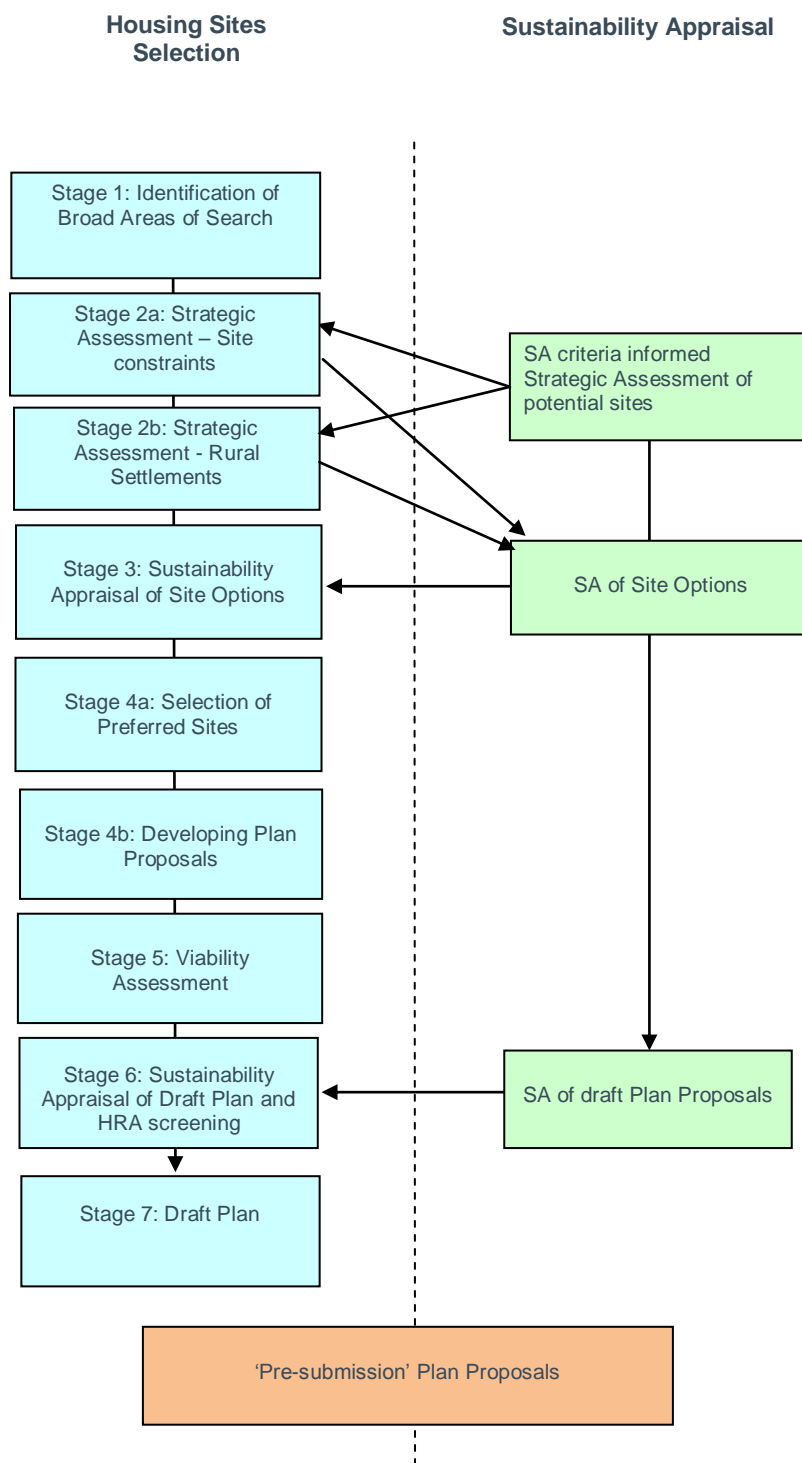 Housing Sites
Selection
Sustainability Appraisal
Stage 1: Identification of
Broad Areas of Search
Stage 2a: Strategic
Assessment – Site
constraints
SA criteria informed
Strategic Assessment of
potential sites
Stage 2b: Strategic
Assessment - Rural
Settlements
Stage 3: Sustainability
Appraisal of Site Options
SA of Site Options
Stage 4a: Selection of
Preferred Sites
Stage 4b: Developing Plan
Proposals
Stage 5: Viability
Assessment
Stage 6: Sustainability
Appraisal of Draft Plan and
HRA screening
SA of draft Plan Proposals
Stage 7: Draft Plan
‘Pre-submission’ Plan Proposals